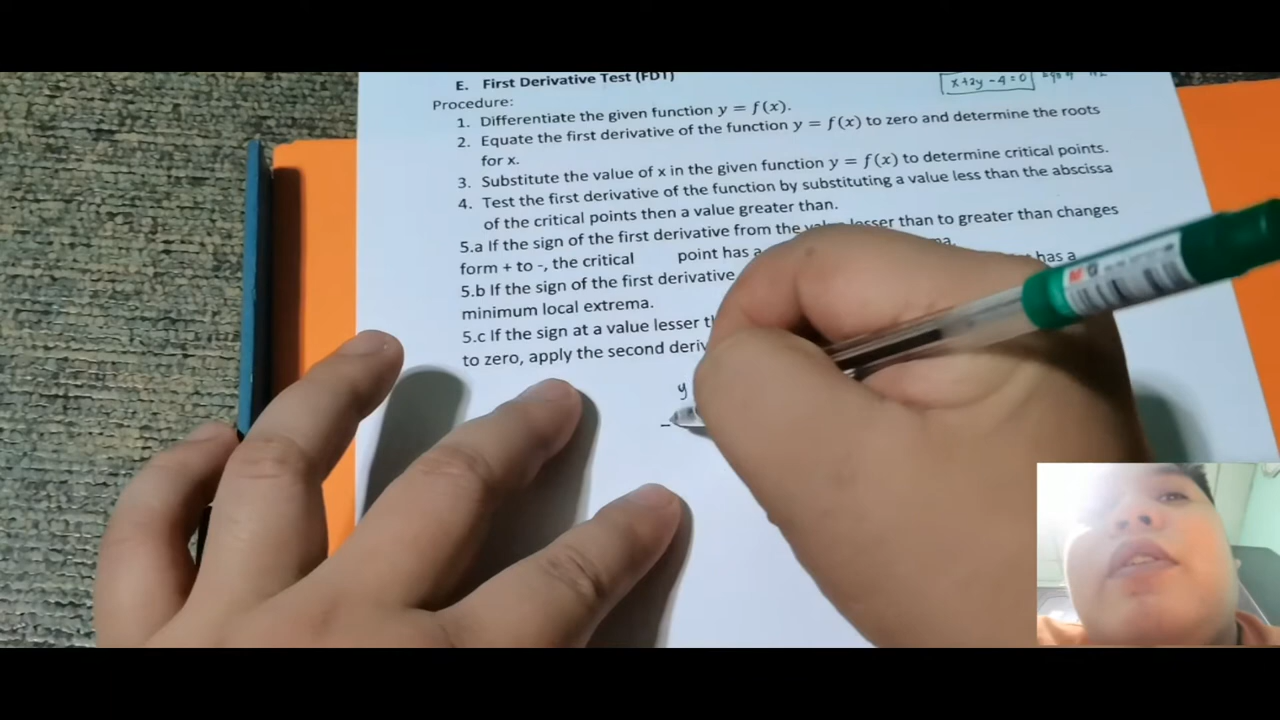 E. First Derivative Test (FDT)
x+2y-4=0
Procedure:
1. Differentiate the given function y = f(x).
2. Equate the first derivative of the function y = f(x) to zero and determine the roots
for x.
3. Substitute the value of x in the given function y = f(x) to determine critical points.
4. Test the first derivative of the function by substituting a value less than the abscissa
of the critical points then a value greater than.
5.a If the sign of the first derivative from the lesser than to greater than changes
form + to -, the critical point has a
5.b If the sign of the first derivative has a
minimum local extrema.
5.c If the sign at a value lesser
to zero, apply the second
y
-